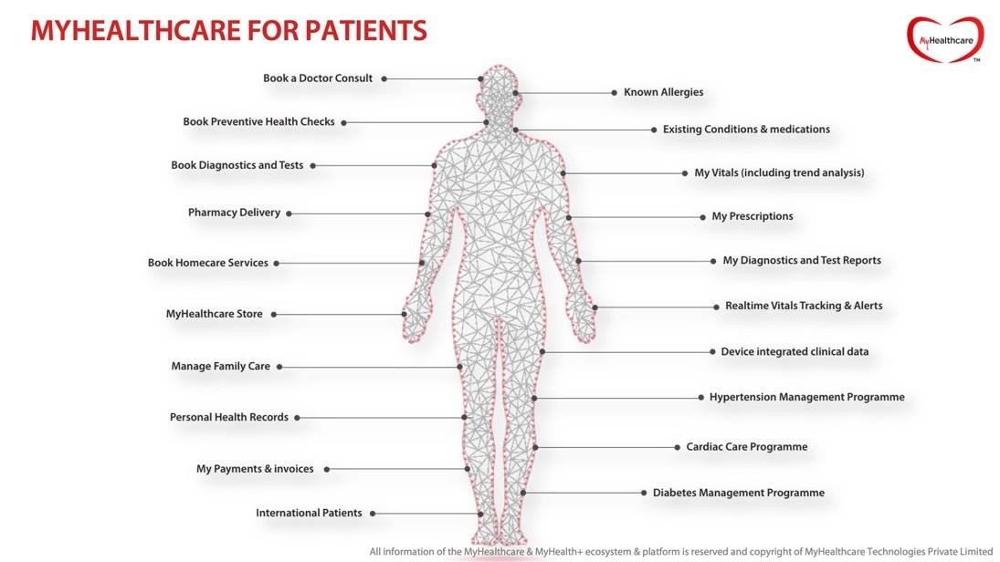 MYHEALTHCARE FOR PATIENTS
MyHealthcare
TM
Book a Doctor Consult
Known Allergies
Book Preventive Health Checks
Existing Conditions & medications
Book Diagnostics and Tests
My Vitals (including trend analysis)
Pharmacy Delivery
My Prescriptions
Book Homecare Services
My Diagnostics and Test Reports
MyHealthcare Store
Realtime Vitals Tracking & Alerts
Manage Family Care
Device integrated clinical data
Personal Health Records
Hypertension Management Programme
My Payments & invoices
Cardiac Care Programme
International Patients
Diabetes Management Programme
All information of the MyHealthcare & MyHealth+ ecosystem & platform is reserved and copyright of MyHealthcare Technologies Private Limited